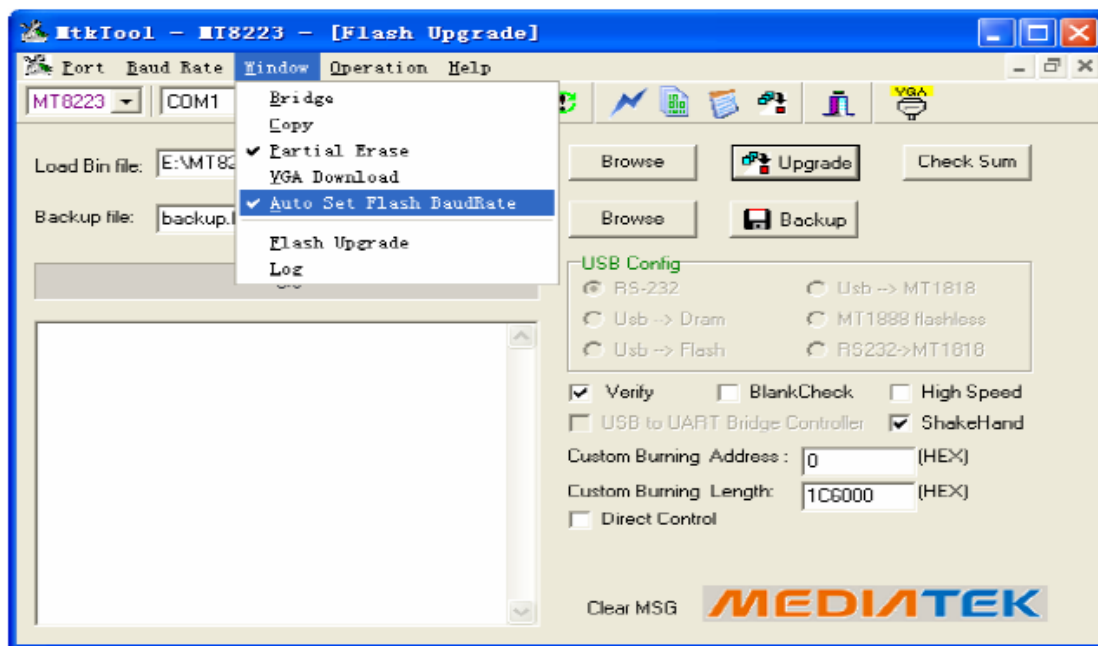 MtkTool - MT8223 - [Flash Upgrade]
Port Baud Rate Window Operation Help
MT8223 COM1 VGA
Bridge
Copy
Partial Erase
VGA Download
Auto Set Flash BaudRate
Flash Upgrade
Log
Load Bin file: E:\MT82 Browse Upgrade Check Sum
Backup file: backup. Browse Backup
USB Config
RS-232 Usb --> MT1818
Usb --> Dram MT1888 flashless
Usb --> Flash RS232->MT1818
Verify BlankCheck High Speed
USB to UART Bridge Controller ShakeHand
Custom Burning Address : 0 (HEX)
Custom Burning Length: 1C6000 (HEX)
Direct Control
Clear MSG MEDIATEK